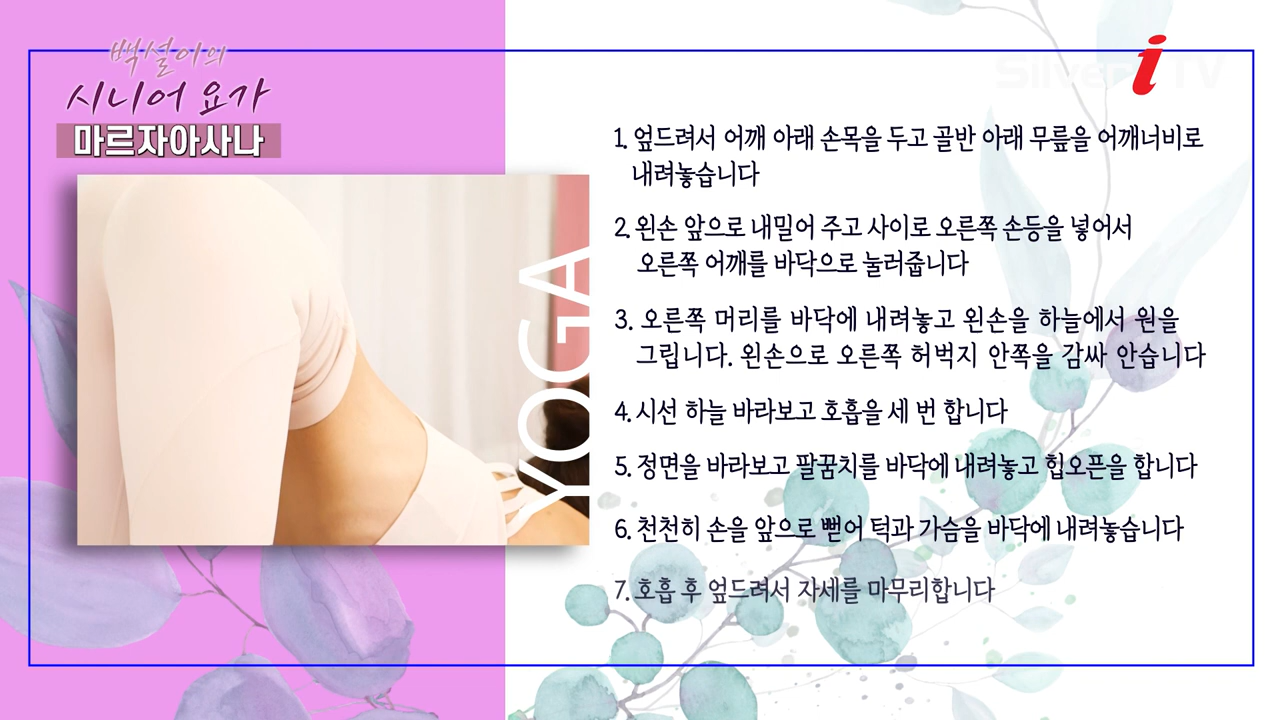 백설이의
시니어 요가
마르자아사나
Silver i TV
YOGA
1. 엎드려서 어깨 아래 손목을 두고 골반 아래 무릎을 어깨너비로
내려놓습니다
2. 왼손 앞으로 내밀어 주고 사이로 오른쪽 손등을 넣어서
오른쪽 어깨를 바닥으로 눌러줍니다
3. 오른쪽 머리를 바닥에 내려놓고 왼손을 하늘에서 원을
그립니다. 왼손으로 오른쪽 허벅지 안쪽을 감싸 안습니다
4. 시선 하늘 바라보고 호흡을 세 번 합니다
5. 정면을 바라보고 팔꿈치를 바닥에 내려놓고 힙오픈을 합니다
6. 천천히 손을 앞으로 뻗어 턱과 가슴을 바닥에 내려놓습니다
7. 호흡 후 엎드려서 자세를 마무리합니다